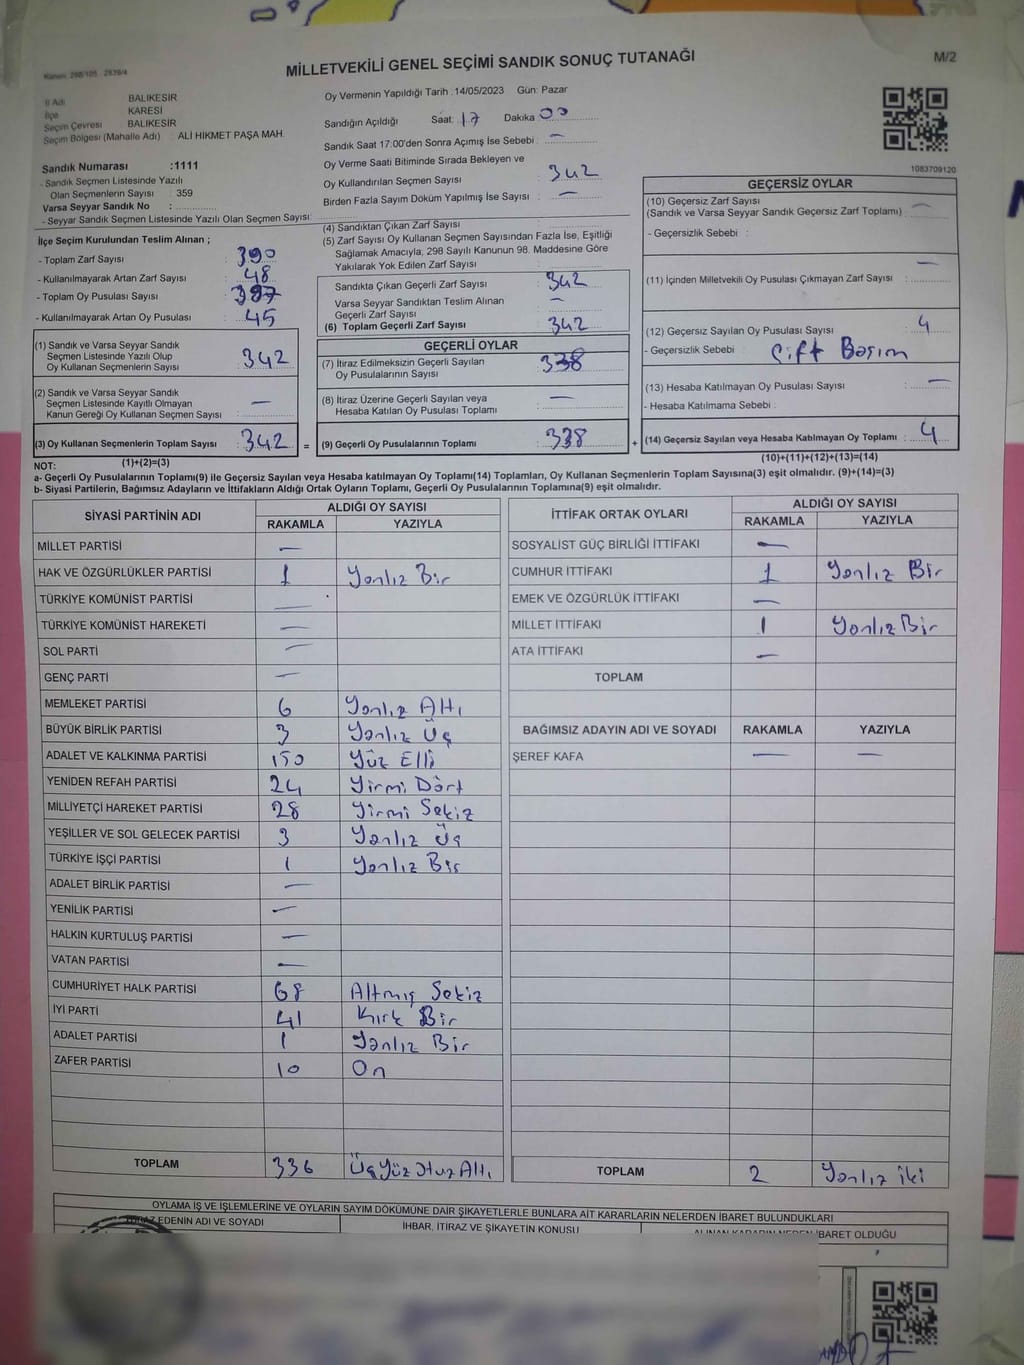 Kanun: 298/105 - 2839/4
MİLLETVEKİLİ GENEL SEÇİMİ SANDIK SONUÇ TUTANAĞI
M/2
İl Adı BALIKESİR
İlçe KARESİ
Seçim Çevresi BALIKESİR
Seçim Bölgesi (Mahalle Adı) ALİ HİKMET PAŞA MAH.
Sandık Numarası :1111
- Sandık Seçmen Listesinde Yazılı
Olan Seçmenlerin Sayısı : 359
Varsa Seyyar Sandık No :
- Seyyar Sandık Seçmen Listesinde Yazılı Olan Seçmen Sayısı:
Oy Vermenin Yapıldığı Tarih :14/05/2023 Gün: Pazar
Sandığın Açıldığı Saat: 17 Dakika 00
Sandık Saat 17:00'den Sonra Açımış İse Sebebi : —
Oy Verme Saati Bitiminde Sırada Bekleyen ve
Oy Kullandırılan Seçmen Sayısı : 342
Birden Fazla Sayım Döküm Yapılmış İse Sayısı : —
1083709120
İlçe Seçim Kurulundan Teslim Alınan ;
- Toplam Zarf Sayısı : 390
- Kullanılmayarak Artan Zarf Sayısı : 48
- Toplam Oy Pusulası Sayısı : 387
- Kullanılmayarak Artan Oy Pusulası : 45
(1) Sandık ve Varsa Seyyar Sandık
Seçmen Listesinde Yazılı Olup
Oy Kullanan Seçmenlerin Sayısı : 342
(2) Sandık ve Varsa Seyyar Sandık
Seçmen Listesinde Kayıtlı Olmayan
Kanun Gereği Oy Kullanan Seçmen Sayısı : —
(3) Oy Kullanan Seçmenlerin Toplam Sayısı : 342
(1)+(2)=(3)
(4) Sandıktan Çıkan Zarf Sayısı :
(5) Zarf Sayısı Oy Kullanan Seçmen Sayısından Fazla İse, Eşitliği
Sağlamak Amacıyla, 298 Sayılı Kanunun 98. Maddesine Göre
Yakılarak Yok Edilen Zarf Sayısı :
Sandıkta Çıkan Geçerli Zarf Sayısı : 342
Varsa Seyyar Sandıktan Teslim Alınan
Geçerli Zarf Sayısı : —
(6) Toplam Geçerli Zarf Sayısı : 342
GEÇERLİ OYLAR
(7) İtiraz Edilmeksizin Geçerli Sayılan
Oy Pusulalarının Sayısı : 338
(8) İtiraz Üzerine Geçerli Sayılan veya
Hesaba Katılan Oy Pusulası Toplamı : —
= (9) Geçerli Oy Pusulalarının Toplamı : 338
GEÇERSİZ OYLAR
(10) Geçersiz Zarf Sayısı
(Sandık ve Varsa Seyyar Sandık Geçersiz Zarf Toplamı) : —
- Geçersizlik Sebebi :
(11) İçinden Milletvekili Oy Pusulası Çıkmayan Zarf Sayısı : —
(12) Geçersiz Sayılan Oy Pusulası Sayısı : 4
- Geçersizlik Sebebi : Çift Basım
(13) Hesaba Katılmayan Oy Pusulası Sayısı : —
- Hesaba Katılmama Sebebi :
+ (14) Geçersiz Sayılan veya Hesaba Katılmayan Oy Toplamı : 4
(10)+(11)+(12)+(13)=(14)
NOT:
a- Geçerli Oy Pusulalarının Toplamı(9) ile Geçersiz Sayılan veya Hesaba katılmayan Oy Toplamı(14) Toplamları, Oy Kullanan Seçmenlerin Toplam Sayısına(3) eşit olmalıdır. (9)+(14)=(3)
b- Siyasi Partilerin, Bağımsız Adayların ve İttifakların Aldığı Ortak Oyların Toplamı, Geçerli Oy Pusulalarının Toplamına(9) eşit olmalıdır.
SİYASİ PARTİNİN ADI ALDIĞI OY SAYISI
RAKAMLA YAZIYLA
MİLLET PARTİSİ —
HAK VE ÖZGÜRLÜKLER PARTİSİ 1 Yanlız Bir
TÜRKİYE KOMÜNİST PARTİSİ —
TÜRKİYE KOMÜNİST HAREKETİ —
SOL PARTİ —
GENÇ PARTİ —
MEMLEKET PARTİSİ 6 Yanlız Altı
BÜYÜK BİRLİK PARTİSİ 3 Yanlız Üç
ADALET VE KALKINMA PARTİSİ 150 Yüz Elli
YENİDEN REFAH PARTİSİ 24 Yirmi Dört
MİLLİYETÇİ HAREKET PARTİSİ 28 Yirmi Sekiz
YEŞİLLER VE SOL GELECEK PARTİSİ 3 Yanlız Üç
TÜRKİYE İŞÇİ PARTİSİ 1 Yanlız Bir
ADALET BİRLİK PARTİSİ —
YENİLİK PARTİSİ —
HALKIN KURTULUŞ PARTİSİ —
VATAN PARTİSİ —
CUMHURİYET HALK PARTİSİ 68 Altmış Sekiz
İYİ PARTİ 41 Kırk Bir
ADALET PARTİSİ 1 Yanlız Bir
ZAFER PARTİSİ 10 On
TOPLAM 336 ÜçYüz Otuz Altı
İTTİFAK ORTAK OYLARI ALDIĞI OY SAYISI
RAKAMLA YAZIYLA
SOSYALİST GÜÇ BİRLİĞİ İTTİFAKI —
CUMHUR İTTİFAKI 1 Yanlız Bir
EMEK VE ÖZGÜRLÜK İTTİFAKI —
MİLLET İTTİFAKI 1 Yanlız Bir
ATA İTTİFAKI —
TOPLAM
BAĞIMSIZ ADAYIN ADI VE SOYADI RAKAMLA YAZIYLA
ŞEREF KAFA — —
TOPLAM 2 Yanlız iki
OYLAMA İŞ VE İŞLEMLERİNE VE OYLARIN SAYIM DÖKÜMÜNE DAİR ŞİKAYETLERLE BUNLARA AİT KARARLARIN NELERDEN İBARET BULUNDUKLARI
EDENİN ADI VE SOYADI İHBAR, İTİRAZ VE ŞİKAYETİN KONUSU ALINAN KARARIN NEDEN İBARET OLDUĞU